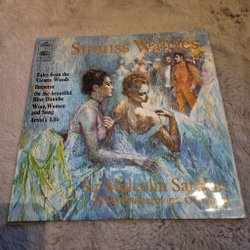 Strauss Waltzes
Tales from the
Vienna Woods
Emperor
On the beautiful
Blue Danube
Wine, Women
and Song
Artist's Life
Sir Malcolm Sargent